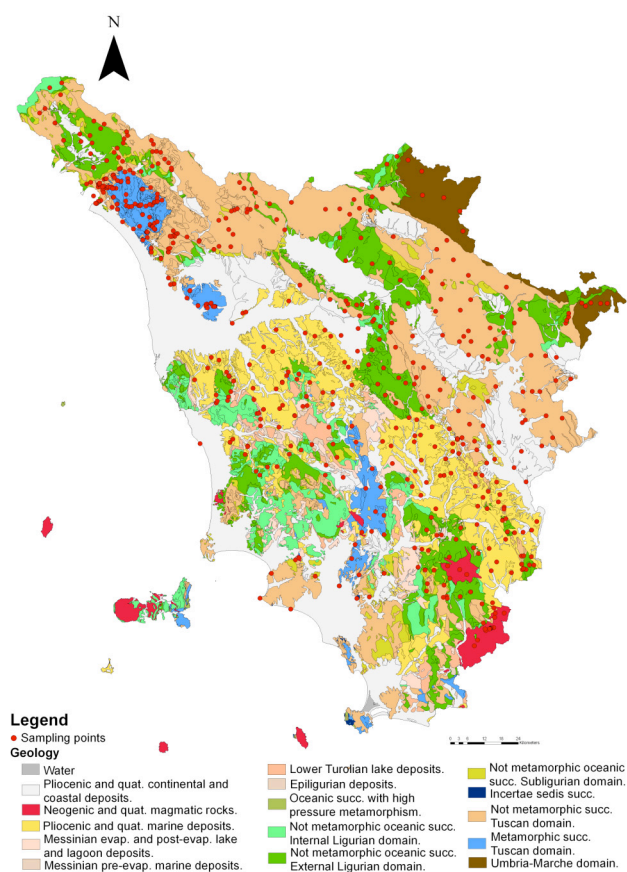 N
Legend
Sampling points
Geology
Water
Pliocenic and quat. continental and
coastal deposits.
Neogenic and quat. magmatic rocks.
Pliocenic and quat. marine deposits.
Messinian evap. and post-evap. lake
and lagoon deposits.
Messinian pre-evap. marine deposits.
Lower Turolian lake deposits.
Epiligurian deposits.
Oceanic succ. with high
pressure metamorphism.
Not metamorphic oceanic succ.
Internal Ligurian domain.
Not metamorphic oceanic succ.
External Ligurian domain.
Not metamorphic oceanic
succ. Subligurian domain.
Incertae sedis succ.
Not metamorphic succ.
Tuscan domain.
Metamorphic succ.
Tuscan domain.
Umbria-Marche domain.